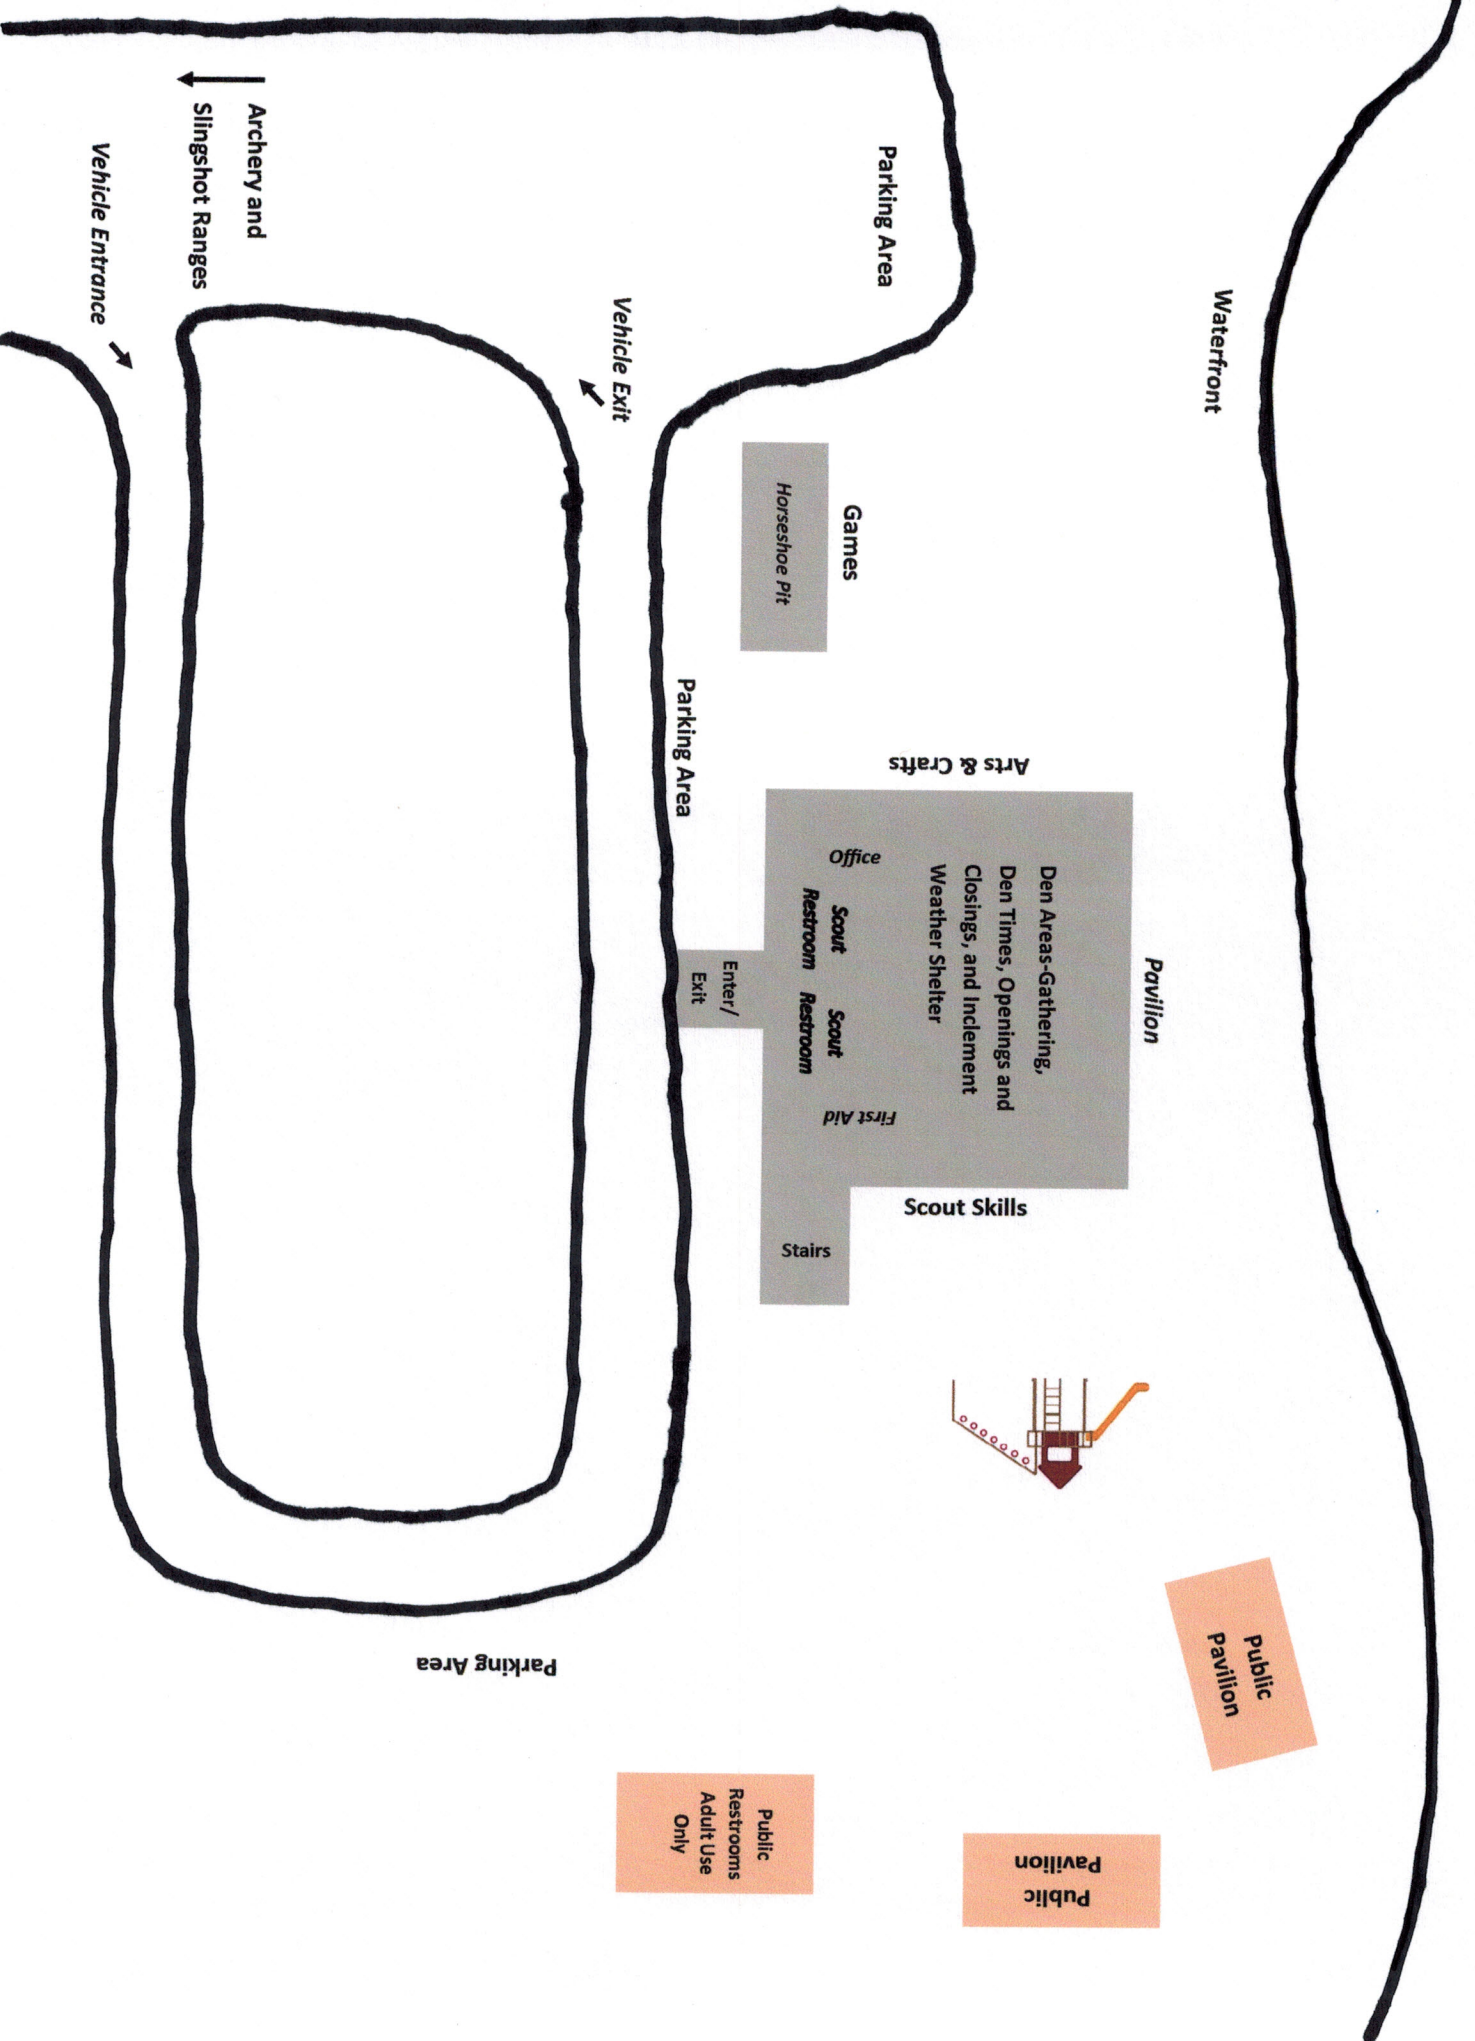 Waterfront
Parking Area
Archery and
Slingshot Ranges
Vehicle Entrance
Vehicle Exit
Games
Horseshoe Pit
Parking Area
Arts & Crafts
Pavilion
Den Areas-Gathering,
Den Times, Openings and
Closings, and Inclement
Weather Shelter
Office
Scout
Restroom
Scout
Restroom
First Aid
Enter/
Exit
Scout Skills
Stairs
Parking Area
Public
Pavilion
Public
Pavilion
Public
Restrooms
Adult Use
Only